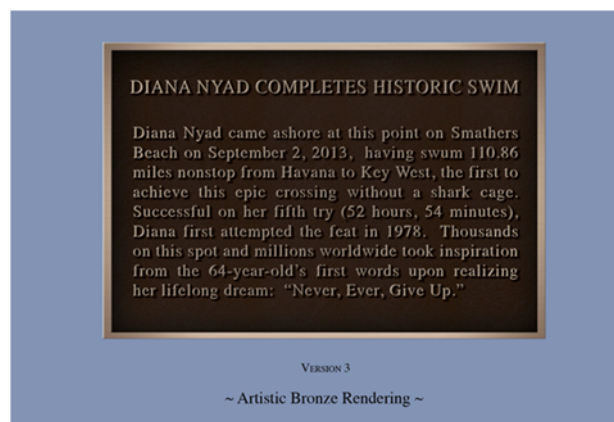 DIANA NYAD COMPLETES HISTORIC SWIM
Diana Nyad came ashore at this point on Smathers
Beach on September 2, 2013, having swum 110.86
miles nonstop from Havana to Key West, the first to
achieve this epic crossing without a shark cage.
Successful on her fifth try (52 hours, 54 minutes),
Diana first attempted the feat in 1978. Thousands
on this spot and millions worldwide took inspiration
from the 64-year-old’s first words upon realizing
her lifelong dream: “Never, Ever, Give Up.”
VERSION 3
~ Artistic Bronze Rendering ~